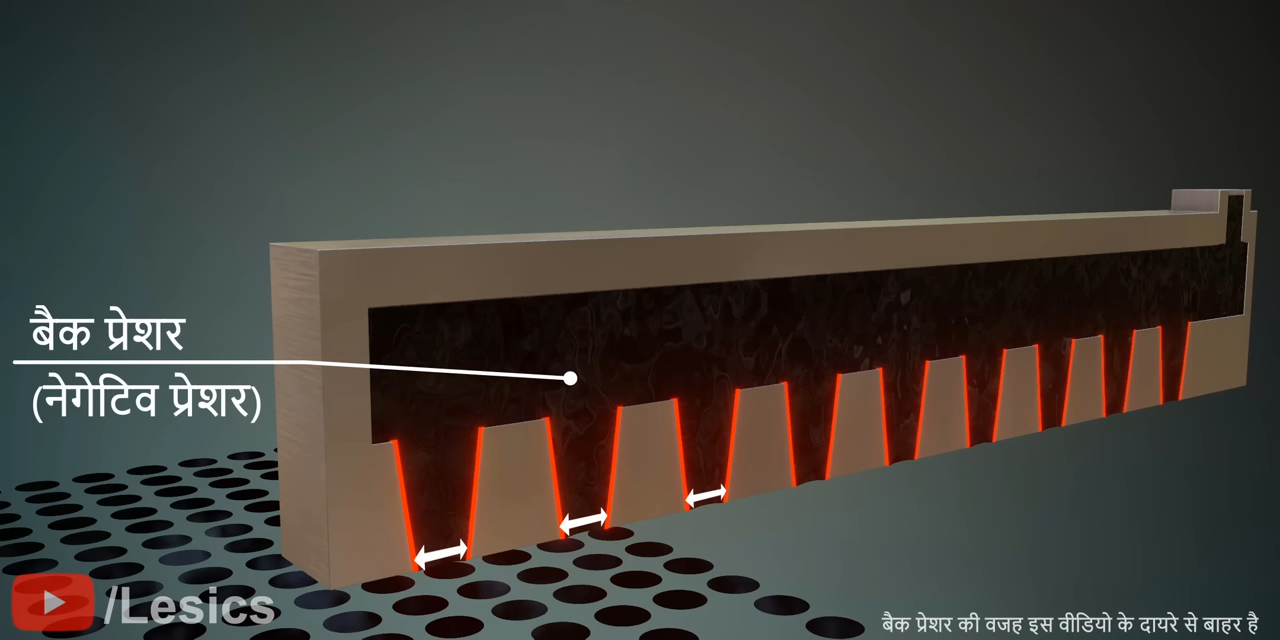 बैक प्रेशर
(नेगेटिव प्रेशर)
/Lesics
बैक प्रेशर की वजह इस वीडियो के दायरे से बाहर है